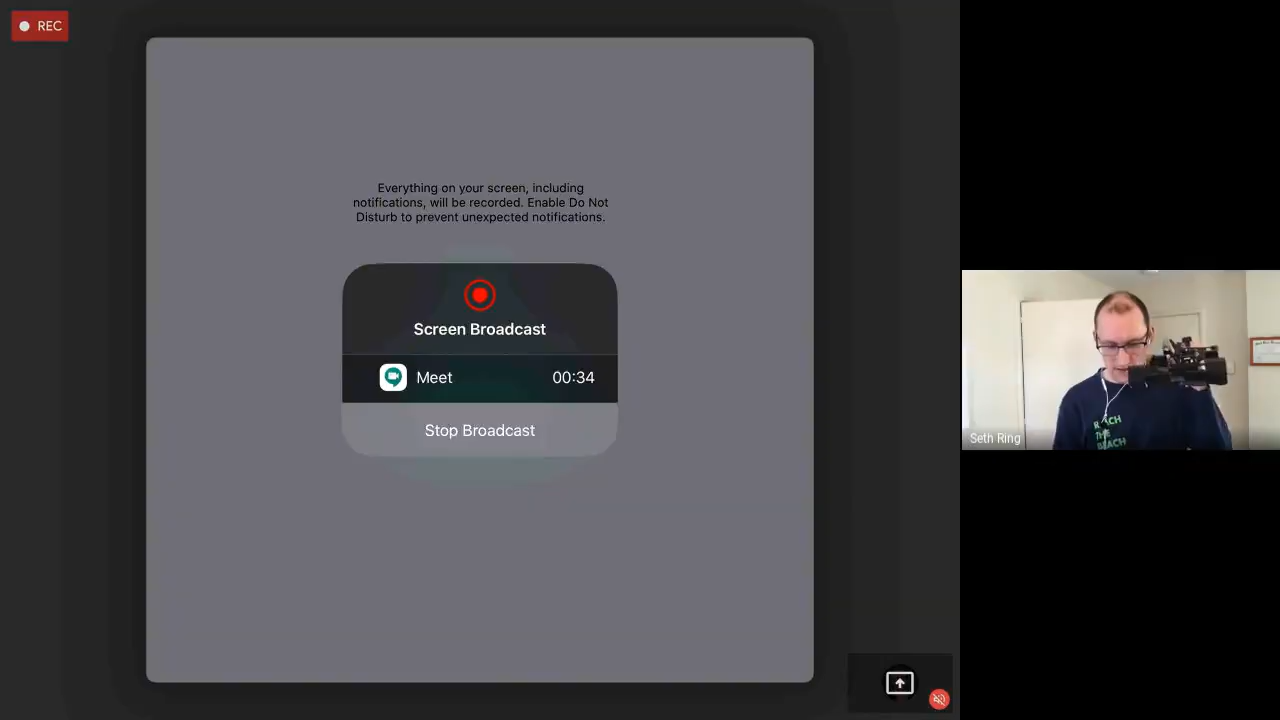 REC
Everything on your screen, including
notifications, will be recorded. Enable Do Not
Disturb to prevent unexpected notifications.
Screen Broadcast
Meet 00:34
Stop Broadcast
Seth Ring
THE